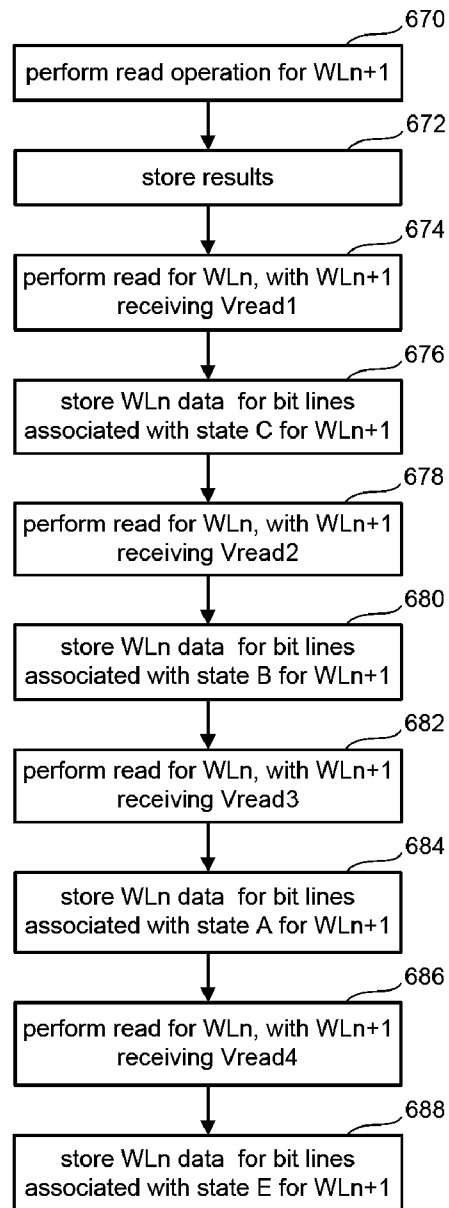 670
perform read operation for WLn+1
672
store results
674
perform read for WLn, with WLn+1
receiving Vread1
676
store WLn data for bit lines
associated with state C for WLn+1
678
perform read for WLn, with WLn+1
receiving Vread2
680
store WLn data for bit lines
associated with state B for WLn+1
682
perform read for WLn, with WLn+1
receiving Vread3
684
store WLn data for bit lines
associated with state A for WLn+1
686
perform read for WLn, with WLn+1
receiving Vread4
688
store WLn data for bit lines
associated with state E for WLn+1